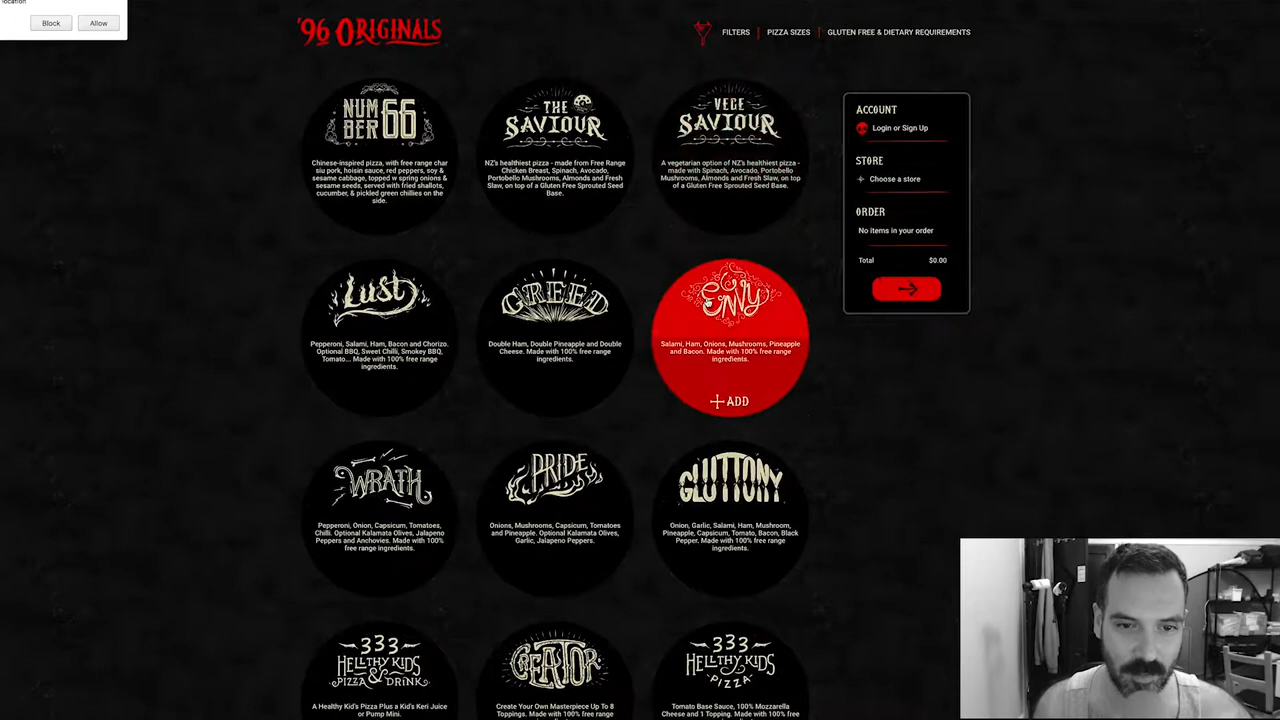 location
Block
Allow
'96 ORIGINALS
FILTERS
PIZZA SIZES
GLUTEN FREE & DIETARY REQUIREMENTS
NUMBER 66
Chinese-inspired pizza, with free range char
siu pork, hoisin sauce, red peppers, soy &
sesame cabbage, topped w spring onions &
sesame seeds, served with fried shallots,
cucumber, & pickled green chillies on the
side.
THE
SAVIOUR
NZ's healthiest pizza - made from Free Range
Chicken Breast, Spinach, Avocado,
Portobello Mushrooms, Almonds and Fresh
Slaw, on top of a Gluten Free Sprouted Seed
Base.
VEGE
SAVIOUR
A vegetarian option of NZ's healthiest pizza -
made with Spinach, Avocado, Portobello
Mushrooms, Almonds and Fresh Slaw, on top
of a Gluten Free Sprouted Seed Base.
ACCOUNT
Login or Sign Up
STORE
Choose a store
ORDER
No items in your order
Total $0.00
LUST
Pepperoni, Salami, Ham, Bacon and Chorizo.
Optional BBQ, Sweet Chilli, Smokey BBQ,
Tomato... Made with 100% free range
ingredients.
GREED
Double Ham, Double Pineapple and Double
Cheese. Made with 100% free range
ingredients.
ENVY
Salami, Ham, Onions, Mushrooms, Pineapple
and Bacon. Made with 100% free range
ingredients.
ADD
WRATH
Pepperoni, Onion, Capsicum, Tomatoes,
Chilli. Optional Kalamata Olives, Jalapeno
Peppers and Anchovies. Made with 100%
free range ingredients.
PRIDE
Onions, Mushrooms, Capsicum, Tomatoes
and Pineapple. Optional Kalamata Olives,
Garlic, Jalapeno Peppers.
GLUTTONY
Onion, Garlic, Salami, Ham, Mushroom,
Pineapple, Capsicum, Tomato, Bacon, Black
Pepper. Made with 100% free range
ingredients.
333
HELLTHY KIDS
PIZZA & DRINK
A Healthy Kid's Pizza Plus a Kid's Keri Juice
or Pump Mini.
CREATOR
Create Your Own Masterpiece Up To 8
Toppings. Made with 100% free range
333
HELLTHY KIDS
PIZZA
Tomato Base Sauce, 100% Mozzarella
Cheese and 1 Topping. Made with 100% free